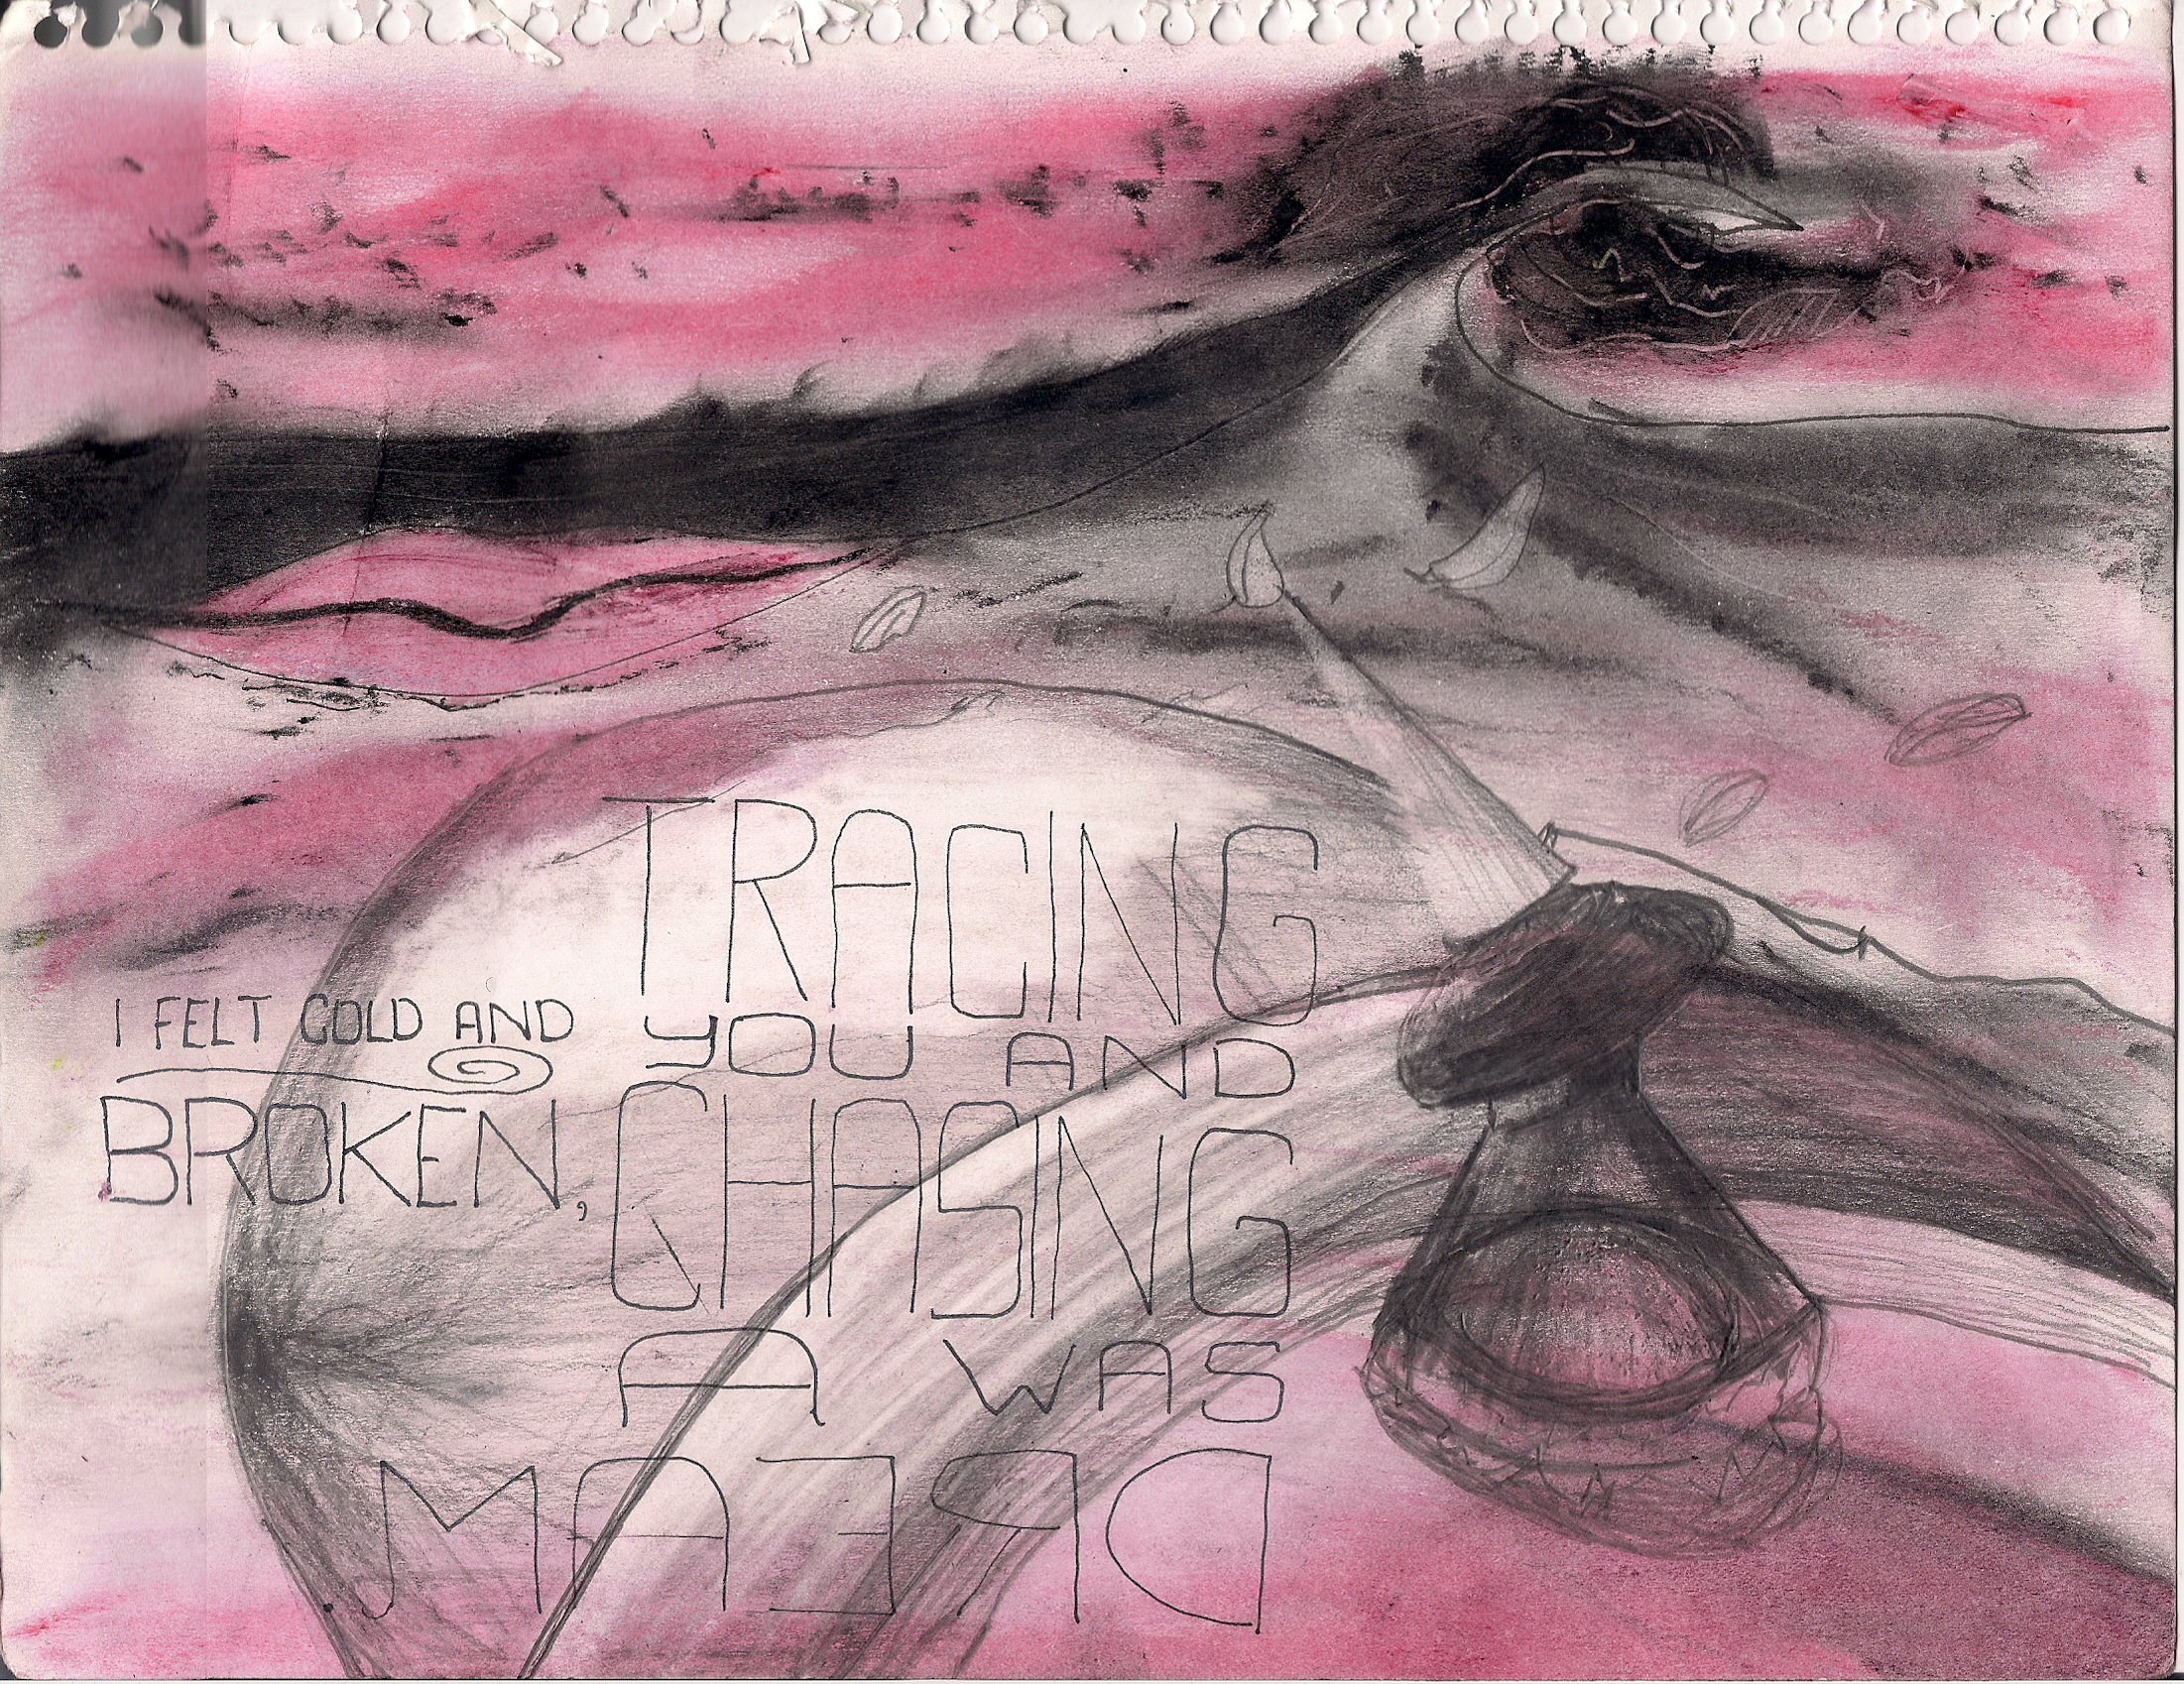 I FELT COLD AND
BROKEN,
TRACING
YOU AND
CHASING
A WAS
DREAM